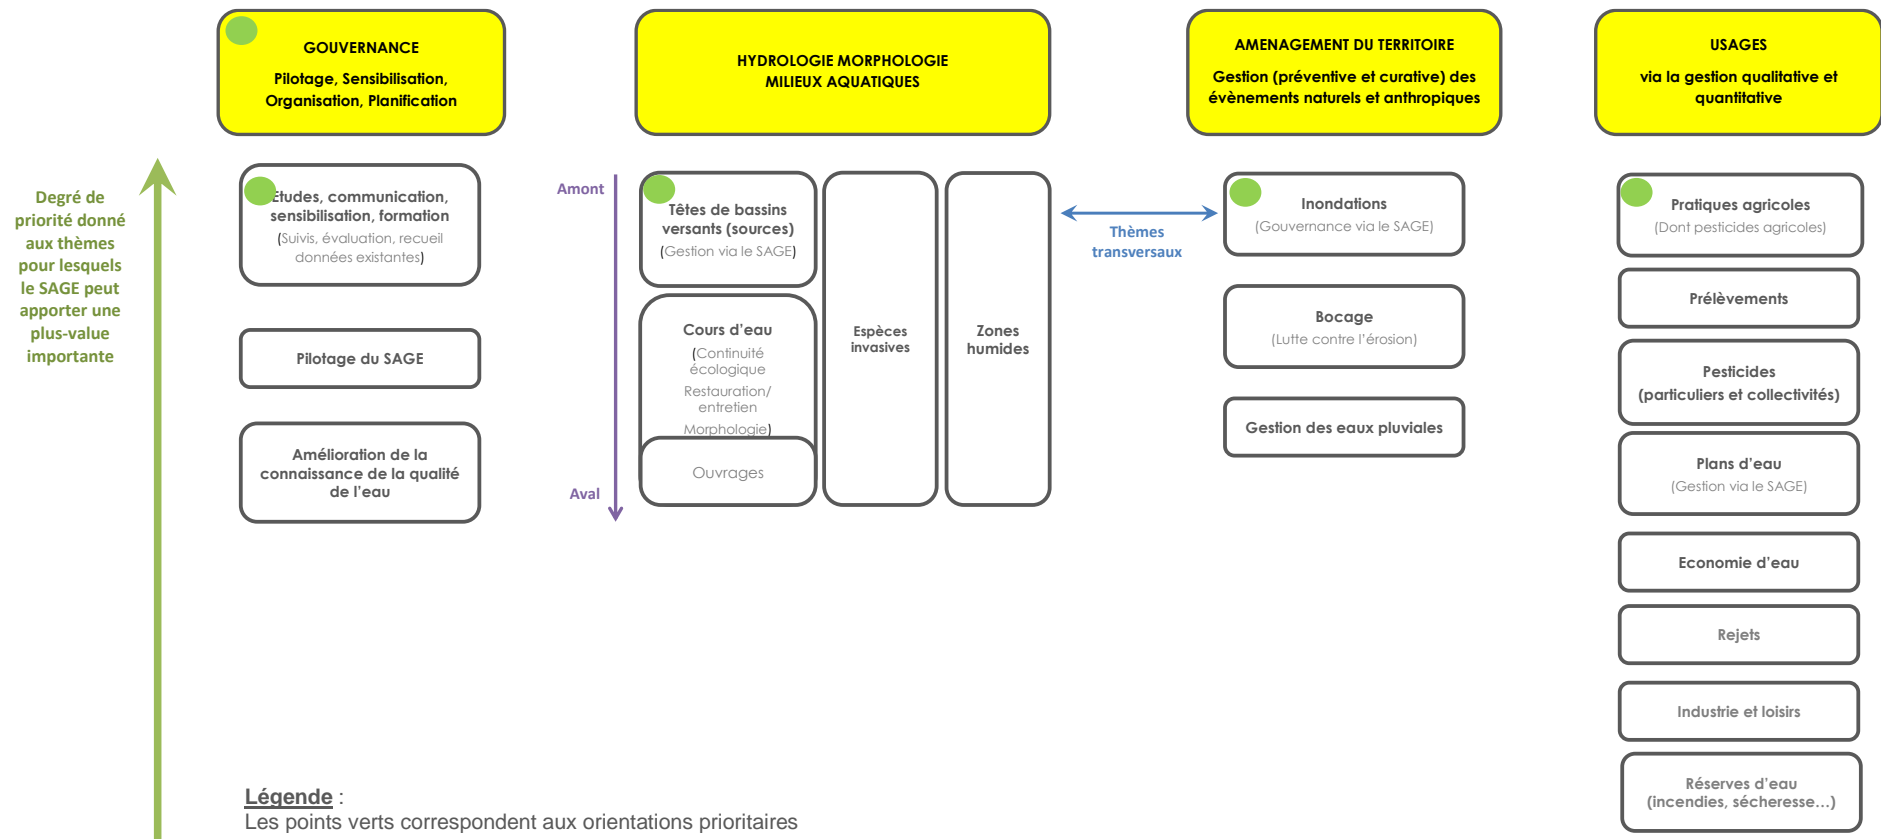 GOUVERNANCE
Pilotage, Sensibilisation,
Organisation, Planification
HYDROLOGIE MORPHOLOGIE
MILIEUX AQUATIQUES
AMENAGEMENT DU TERRITOIRE
Gestion (préventive et curative) des
évènements naturels et anthropiques
USAGES
via la gestion qualitative et
quantitative
Degré de
priorité donné
aux thèmes
pour lesquels
le SAGE peut
apporter une
plus-value
importante
Etudes, communication,
sensibilisation, formation
(Suivis, évaluation, recueil
données existantes)
Pilotage du SAGE
Amélioration de la
connaissance de la qualité
de l'eau
Amont
Aval
Têtes de bassins
versants (sources)
(Gestion via le SAGE)
Cours d'eau
(Continuité
écologique
Restauration/
entretien
Morphologie)
Ouvrages
Espèces
invasives
Zones
humides
Thèmes
transversaux
Inondations
(Gouvernance via le SAGE)
Bocage
(Lutte contre l'érosion)
Gestion des eaux pluviales
Pratiques agricoles
(Dont pesticides agricoles)
Prélèvements
Pesticides
(particuliers et collectivités)
Plans d'eau
(Gestion via le SAGE)
Economie d'eau
Rejets
Industrie et loisirs
Réserves d'eau
(incendies, sécheresse…)
Légende :
Les points verts correspondent aux orientations prioritaires